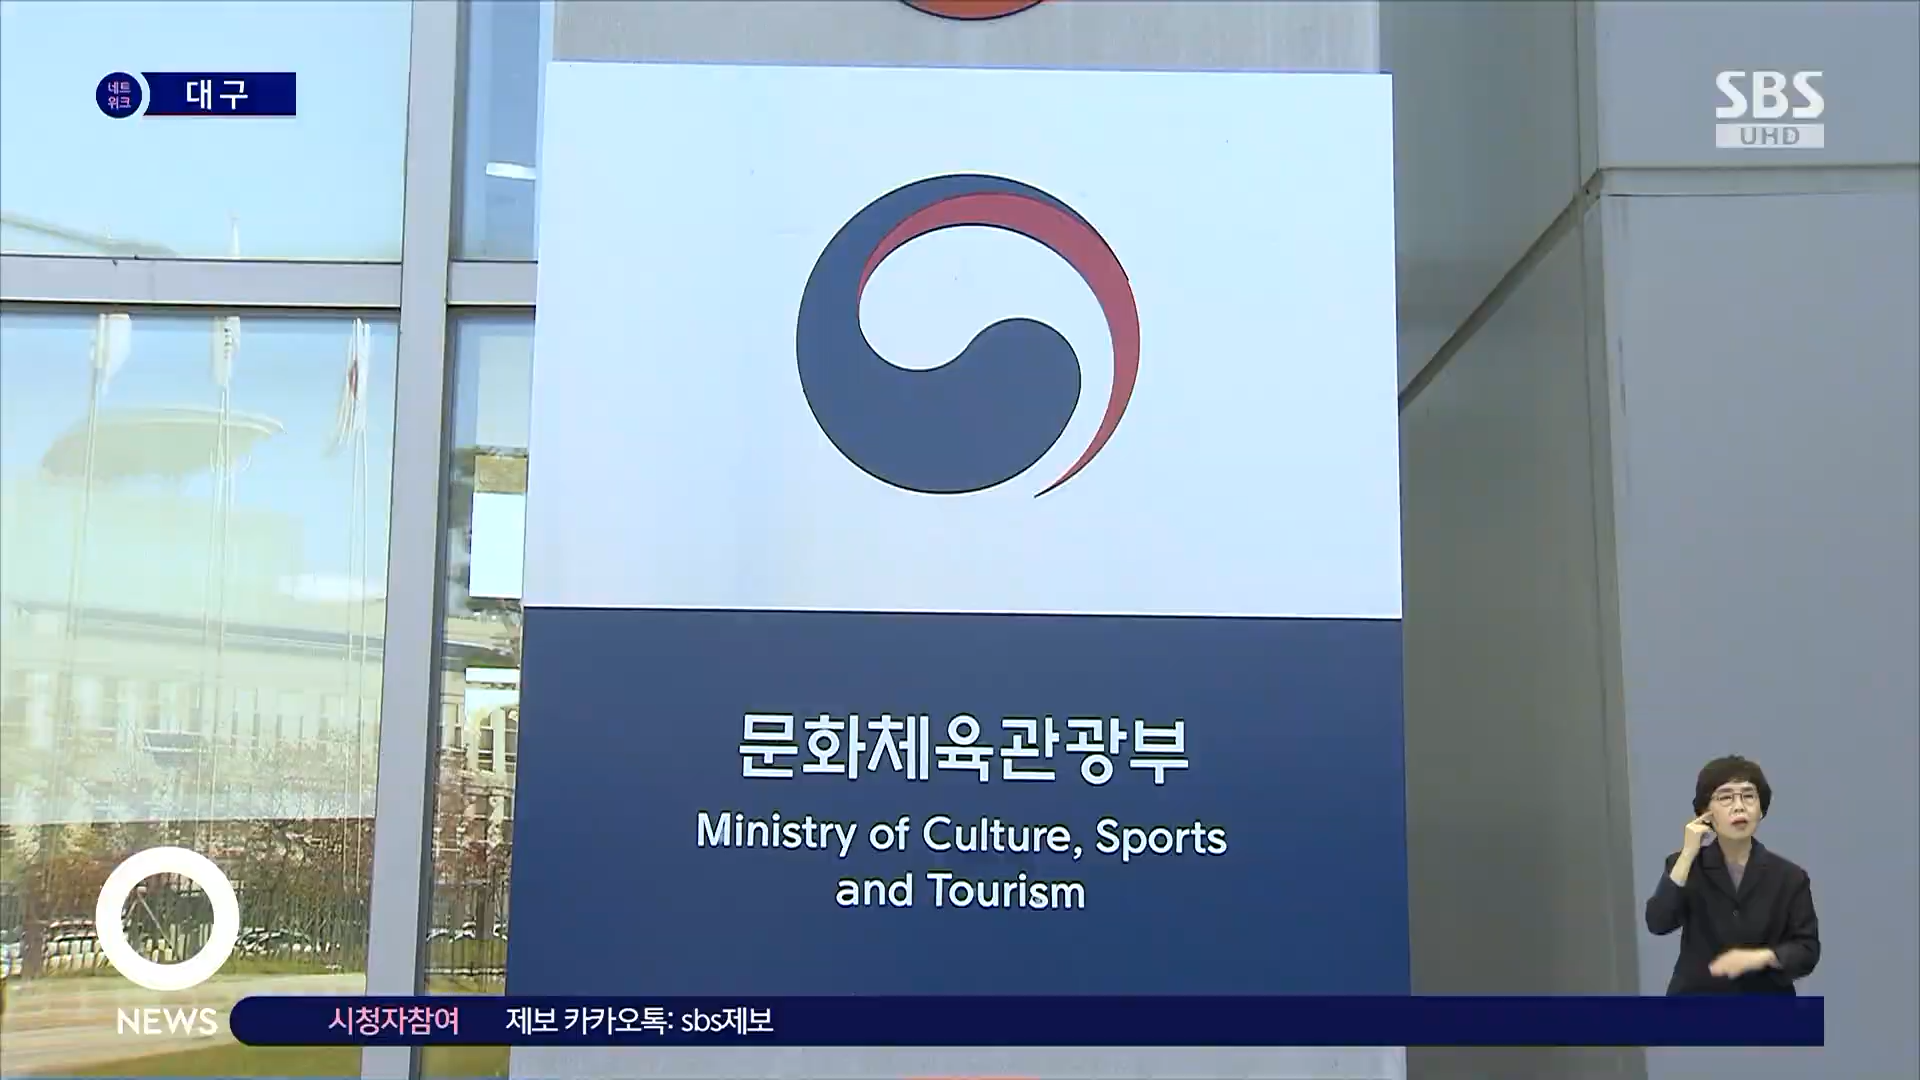 네트
워크
대구
SBS
UHD
문화체육관광부
Ministry of Culture, Sports
and Tourism
NEWS
시청자참여 제보 카카오톡: sbs제보